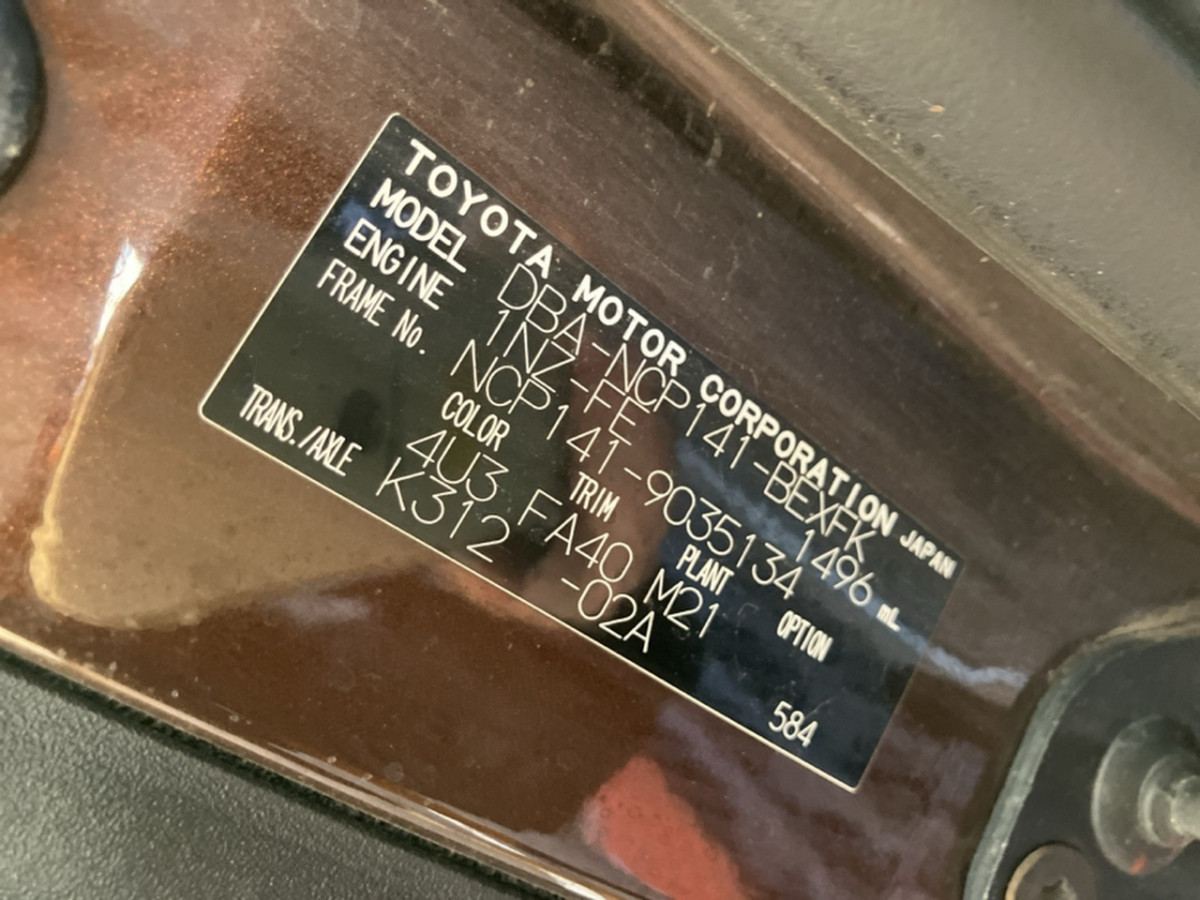 TOYOTA MOTOR CORPORATION JAPAN
MODEL DBA-NCP141-BEXFK
ENGINE 1NZ-FE 1496 mL
FRAME No. NCP141-9035134
COLOR TRIM PLANT OPTION
4U3 FA40 M21
TRANS./AXLE K312 -02A
584